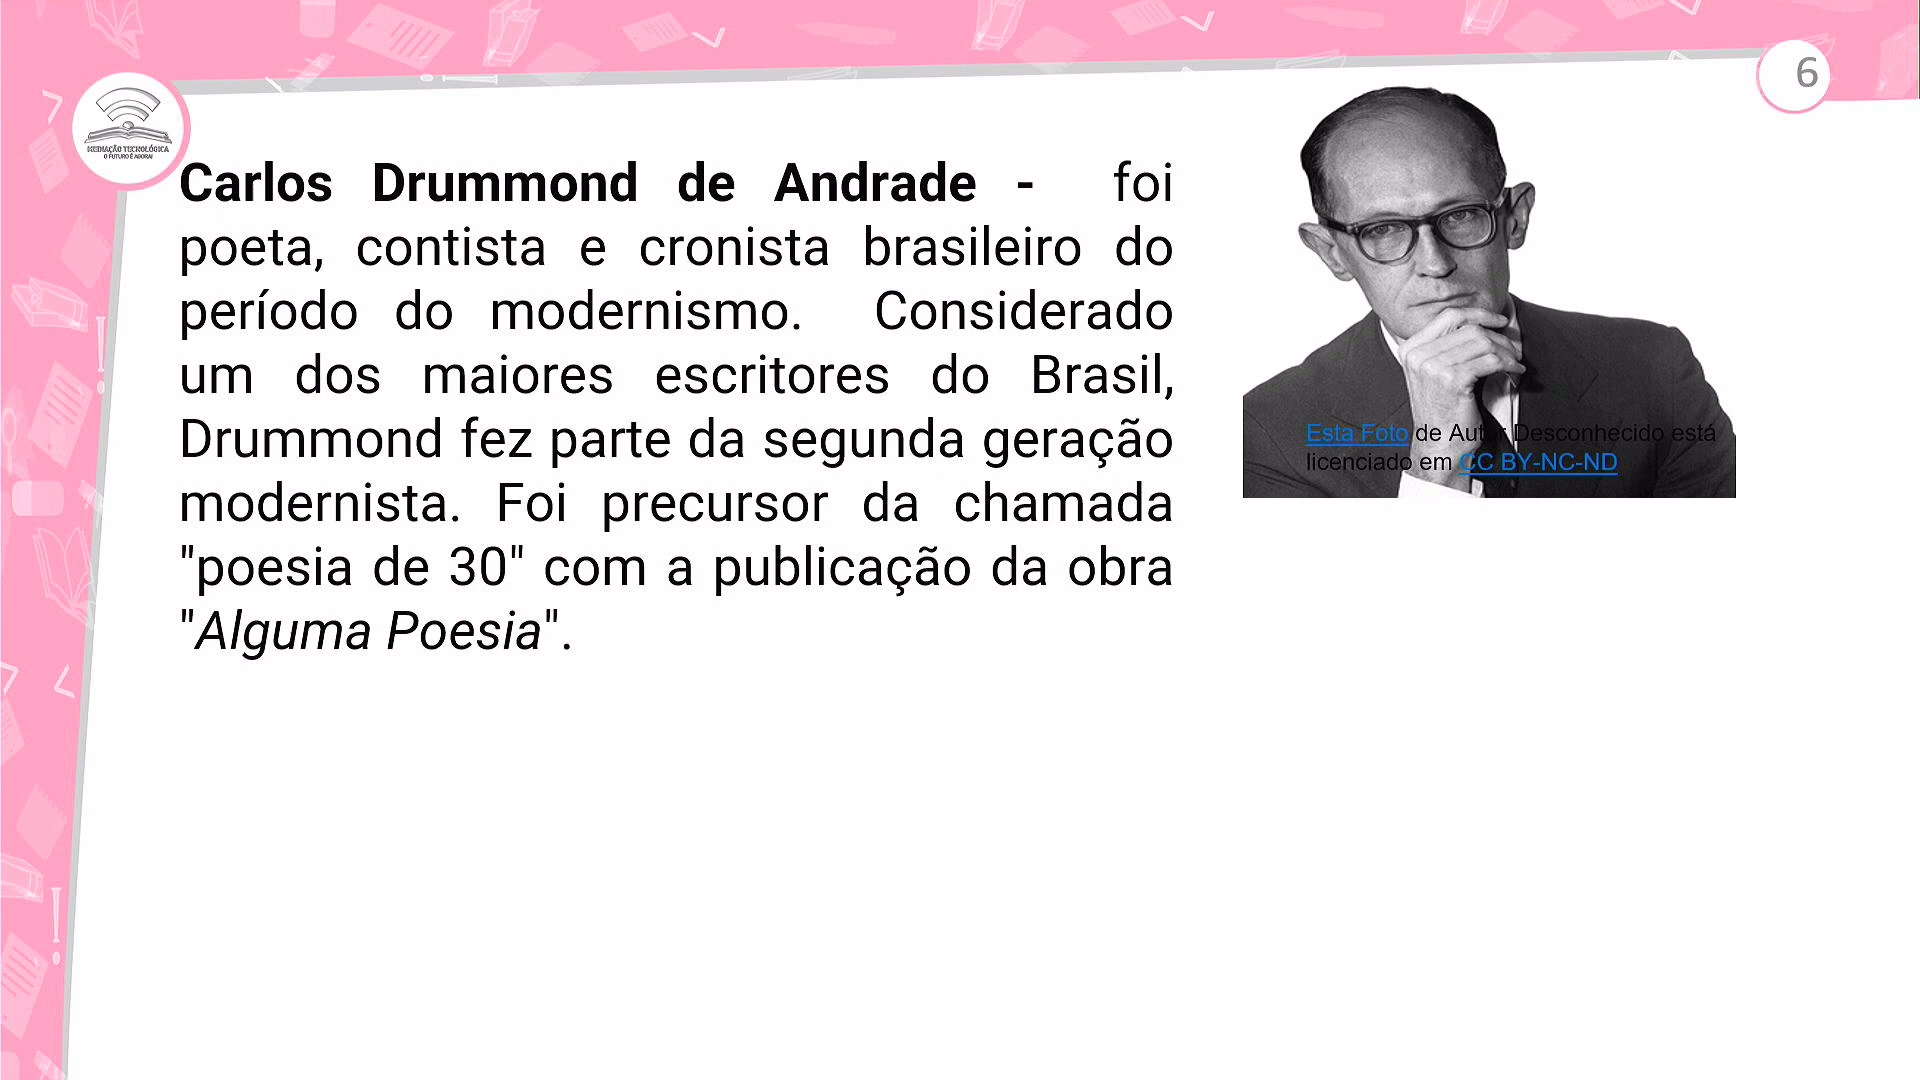 6
MEDIAÇÃO TECNOLÓGICA
O FUTURO É AGORA!
Carlos Drummond de Andrade - foi
poeta, contista e cronista brasileiro do
período do modernismo. Considerado
um dos maiores escritores do Brasil,
Drummond fez parte da segunda geração
modernista. Foi precursor da chamada
"poesia de 30" com a publicação da obra
"Alguma Poesia".
Esta Foto de Autor Desconhecido está
licenciado em CC BY-NC-ND